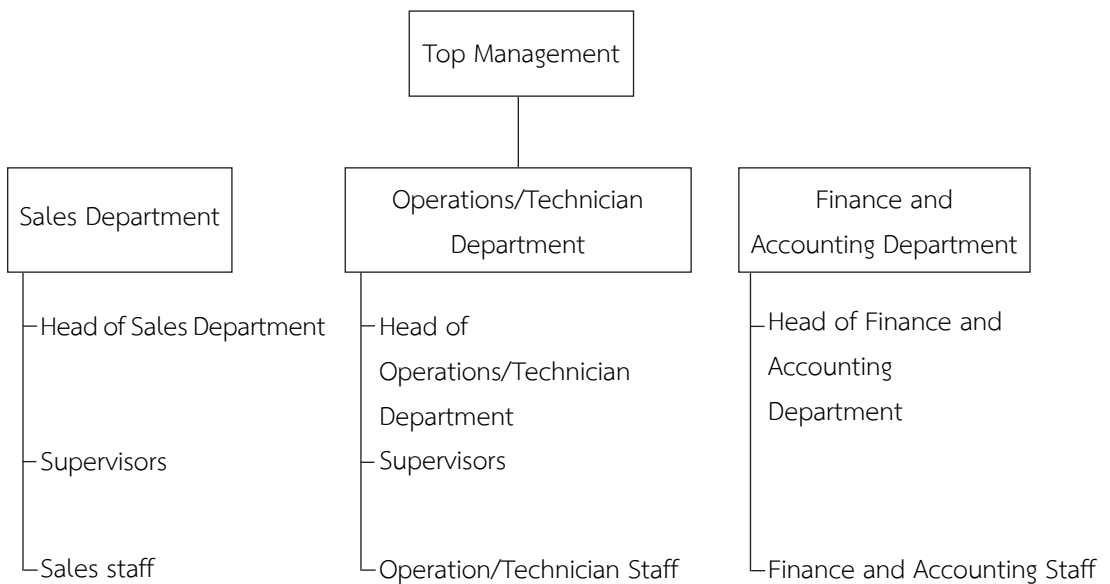 Top Management
Sales Department
Operations/Technician
Department
Finance and
Accounting Department
Head of Sales Department
Supervisors
Sales staff
Head of
Operations/Technician
Department
Supervisors
Operation/Technician Staff
Head of Finance and
Accounting
Department
Finance and Accounting Staff